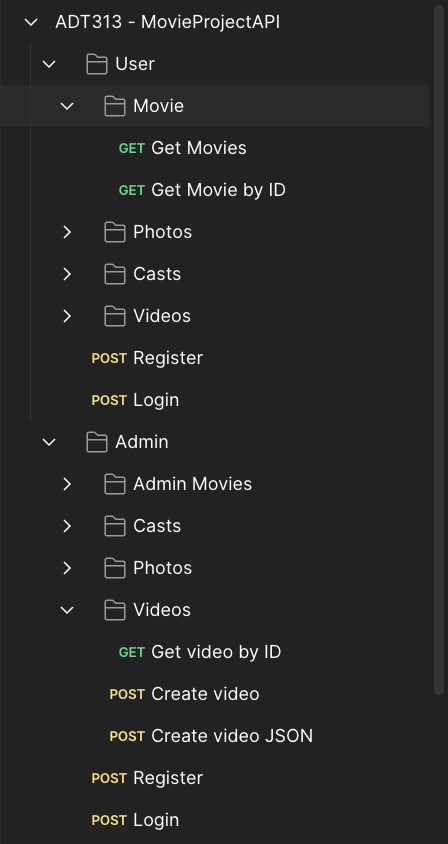 ADT313 - MovieProjectAPI
User
Movie
GET Get Movies
GET Get Movie by ID
Photos
Casts
Videos
POST Register
POST Login
Admin
Admin Movies
Casts
Photos
Videos
GET Get video by ID
POST Create video
POST Create video JSON
POST Register
POST Login